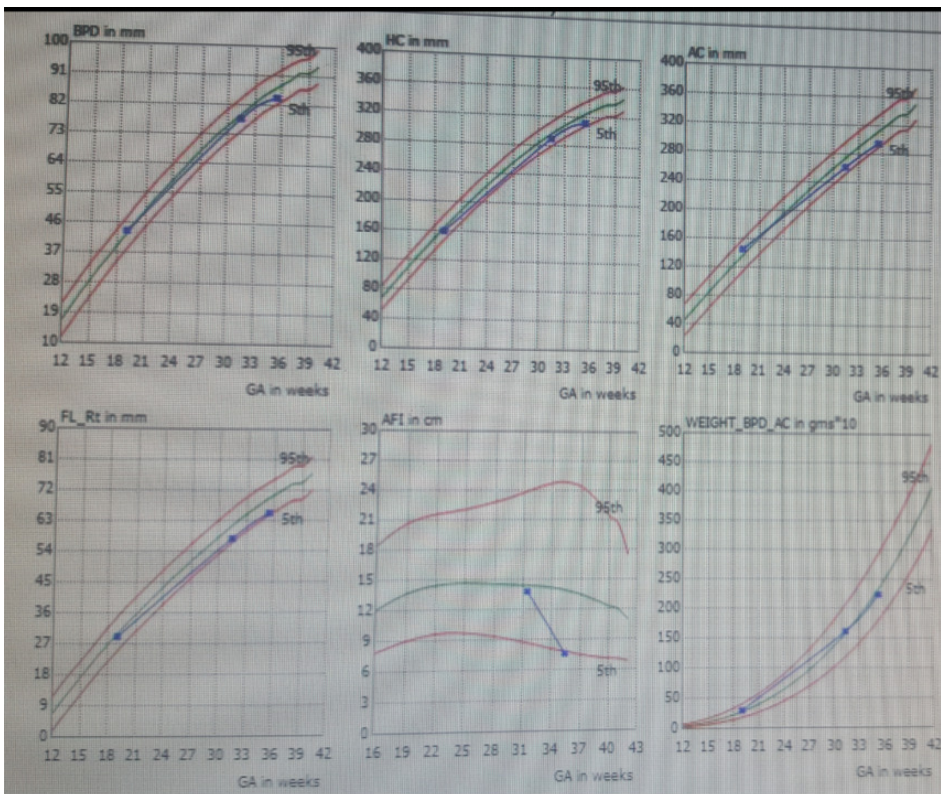 BPD in mm
100
91
82
73
64
55
46
37
28
19
10
95th
5th
12 15 18 21 24 27 30 33 36 39 42
GA in weeks
HC in mm
400
360
320
280
240
200
160
120
80
40
0
95th
5th
12 15 18 21 24 27 30 33 36 39 42
GA in weeks
AC in mm
400
360
320
280
240
200
160
120
80
40
0
95th
5th
12 15 18 21 24 27 30 33 36 39 42
GA in weeks
FL_Rt in mm
90
81
72
63
54
45
36
27
18
9
0
95th
5th
12 15 18 21 24 27 30 33 36 39 42
GA in weeks
AFI in cm
30
27
24
21
18
15
12
9
6
3
0
95th
5th
16 19 22 25 28 31 34 37 40 43
GA in weeks
WEIGHT_BPD_AC in gms*10
500
450
400
350
300
250
200
150
100
50
0
95th
5th
12 15 18 21 24 27 30 33 36 39 42
GA in weeks